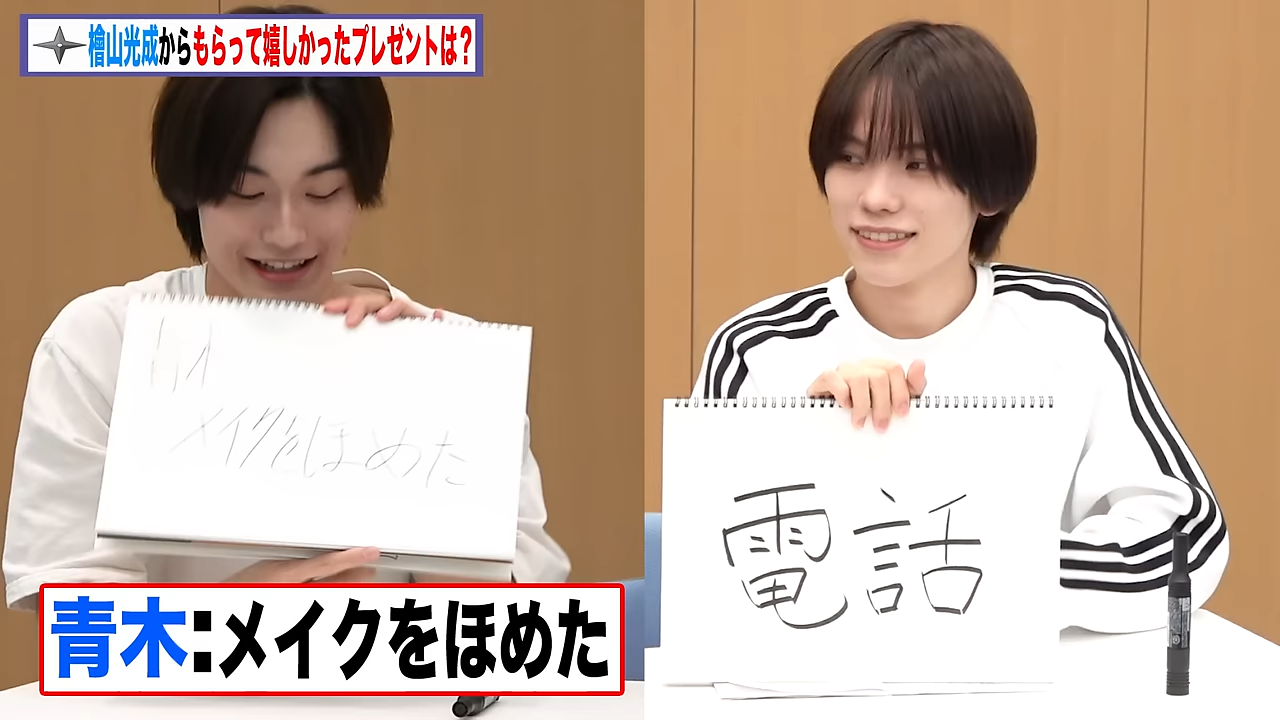 檜山光成からもらって嬉しかったプレゼントは？
メイクをほめた
電話
青木:メイクをほめた